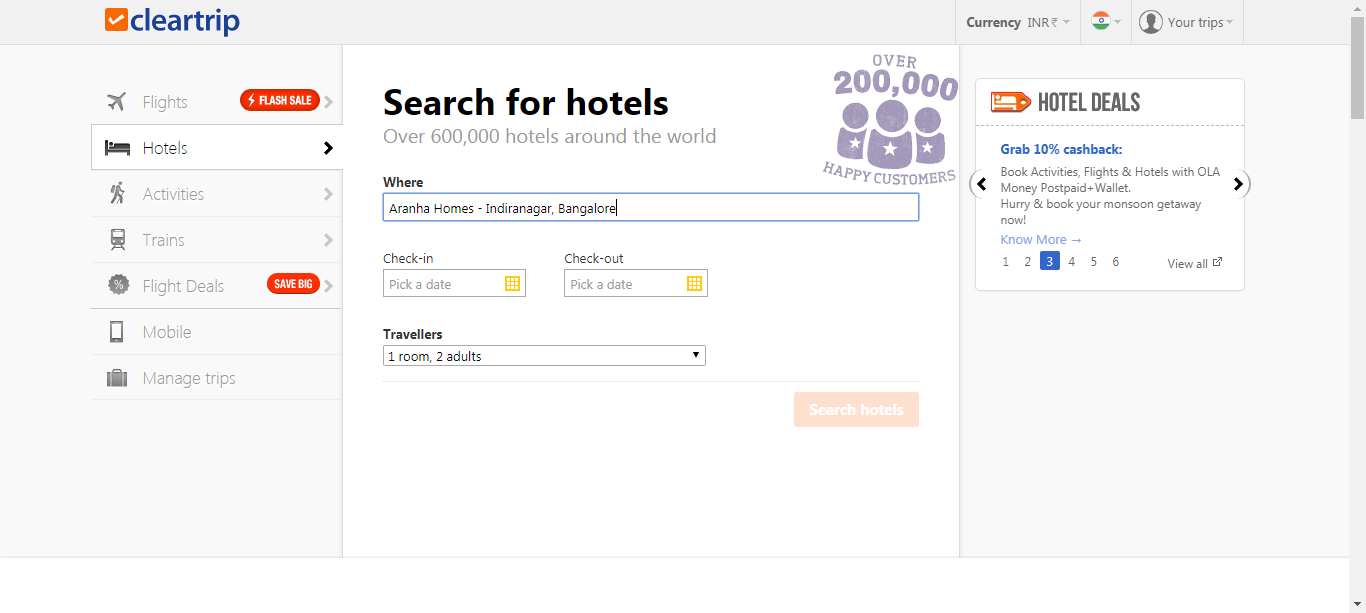 cleartrip
Currency INR₹
Your trips
Flights
FLASH SALE
Hotels
Activities
Trains
Flight Deals
SAVE BIG
%
Mobile
Manage trips
Search for hotels
Over 600,000 hotels around the world
OVER
200,000
HAPPY CUSTOMERS
Where
Aranha Homes - Indiranagar, Bangalore
Check-in
Check-out
Pick a date
Pick a date
Travellers
1 room, 2 adults
Search hotels
HOTEL DEALS
Grab 10% cashback:
Book Activities, Flights & Hotels with OLA
Money Postpaid+Wallet.
Hurry & book your monsoon getaway
now!
Know More →
1 2 3 4 5 6
View all